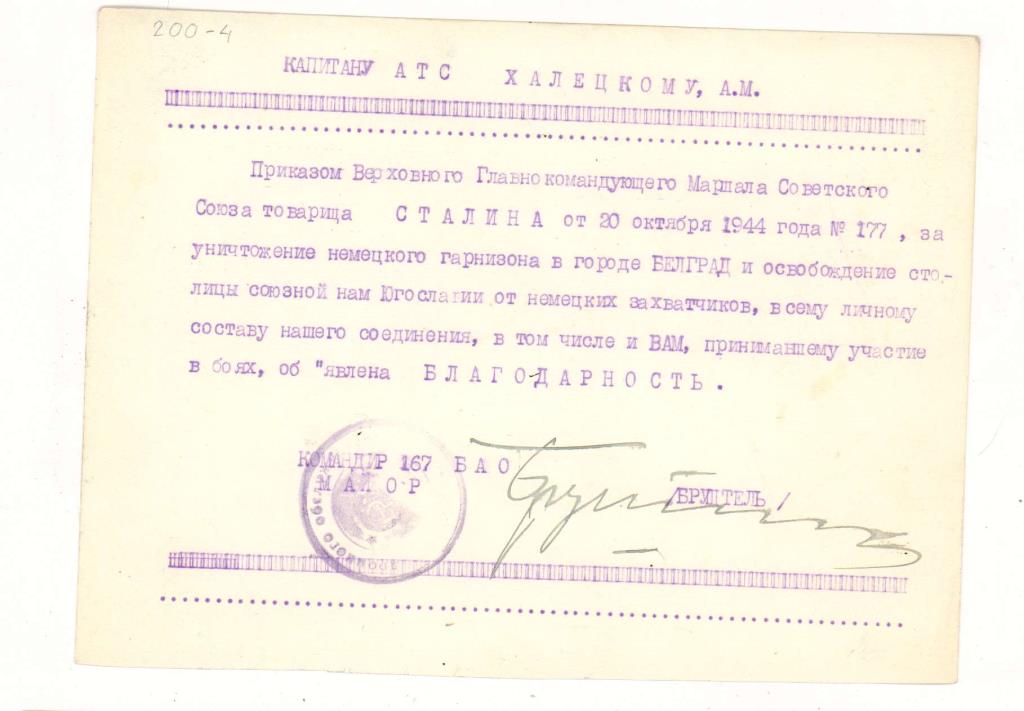 200-4
КАПИТАНУ АТС ХАЛЕЦКОМУ, А.М.
Приказом Верховного Главнокомандующего Маршала Советского
Союза товарища СТАЛИНА от 20 октября 1944 года № 177, за
уничтожение немецкого гарнизона в городе БЕЛГРАД и освобождение сто-
лицы союзной нам Югославии от немецких захватчиков, всему личному
составу нашего соединения, в том числе и ВАМ, принимавшему участие
в боях, об"явлена БЛАГОДАРНОСТЬ.
КОМАНДИР 167 БАО
МАЙОР /БРУЦТЕЛЬ/